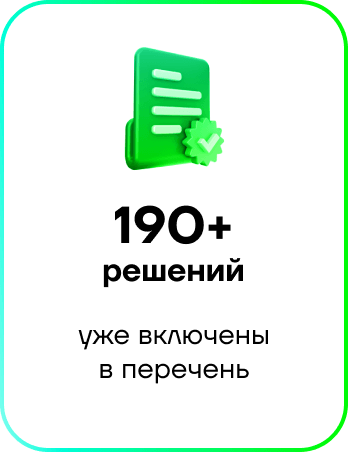 190+
решений
уже включены
в перечень